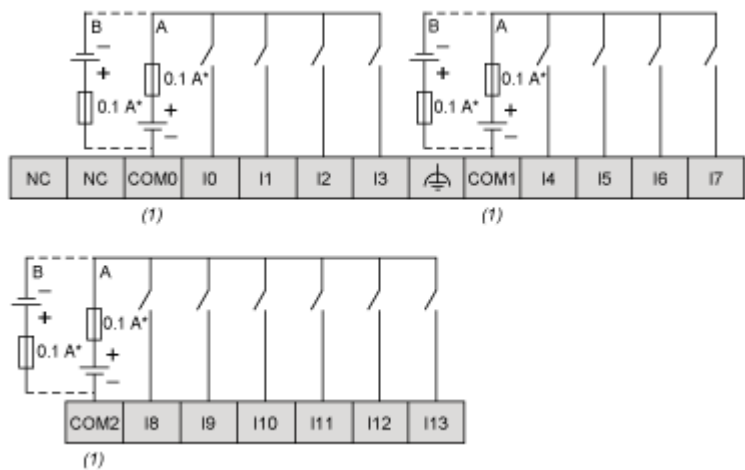 B A B A
− −
+ 0.1 A* + 0.1 A*
0.1 A* + 0.1 A* +
− −
NC NC COM0 I0 I1 I2 I3 COM1 I4 I5 I6 I7
(1) (1)
B A
−
+ 0.1 A*
0.1 A* +
−
COM2 I8 I9 I10 I11 I12 I13
(1)